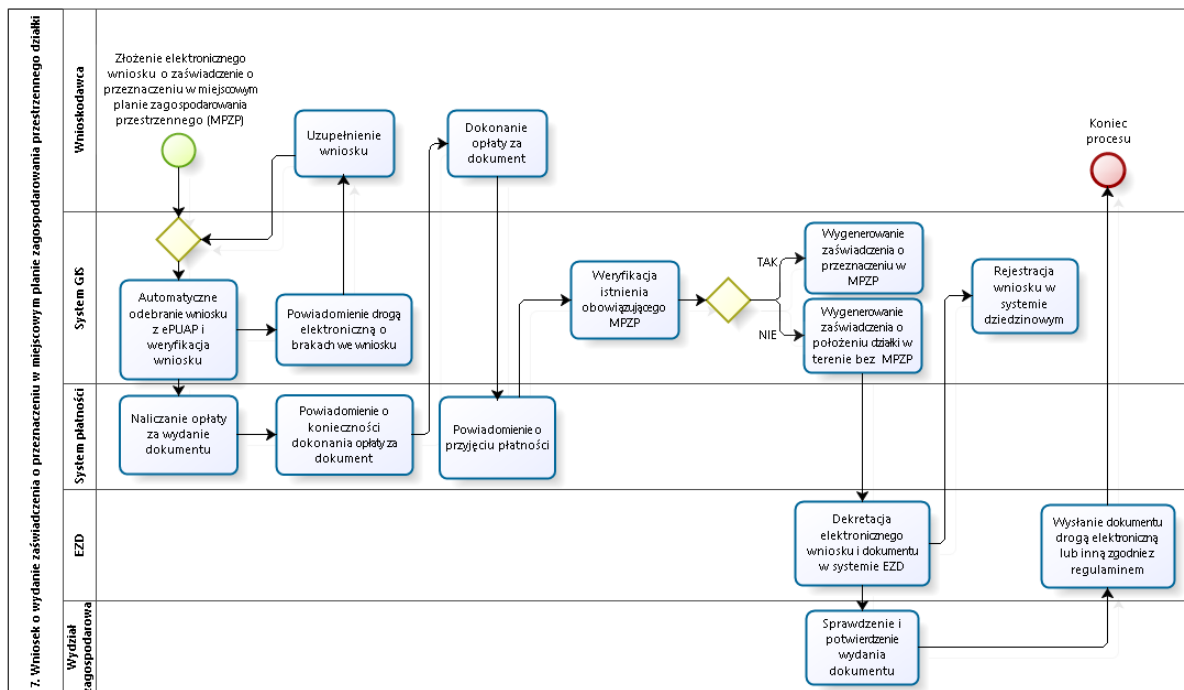 7. Wniosek o wydanie zaświadczenia o przeznaczeniu w miejscowym planie zagospodarowania przestrzennego działki
Wnioskodawca
Złożenie elektronicznego
wniosku o zaświadczenie o
przeznaczeniu w miejscowym
planie zagospodarowania
przestrzennego (MPZP)
Uzupełnienie
wniosku
Dokonanie
opłaty za
dokument
Koniec
procesu
System GIS
Automatyczne
odebranie wniosku
z ePUAP i
weryfikacja
wniosku
Powiadomienie drogą
elektroniczną o
brakach we wniosku
Weryfikacja
istnienia
obowiązującego
MPZP
TAK
NIE
Wygenerowanie
zaświadczenia o
przeznaczeniu w
MPZP
Wygenerowanie
zaświadczenia o
położeniu działki w
terenie bez MPZP
Rejestracja
wniosku w
systemie
dziedzinowym
System płatności
Naliczanie opłaty
za wydanie
dokumentu
Powiadomienie o
konieczności
dokonania opłaty za
dokument
Powiadomienie o
przyjęciu płatności
EZD
Dekretacja
elektronicznego
wniosku i dokumentu
w systemie EZD
Wysłanie dokumentu
drogą elektroniczną
lub inną zgodnie z
regulaminem
Wydział
zagospodarowa
Sprawdzenie i
potwierdzenie
wydania
dokumentu